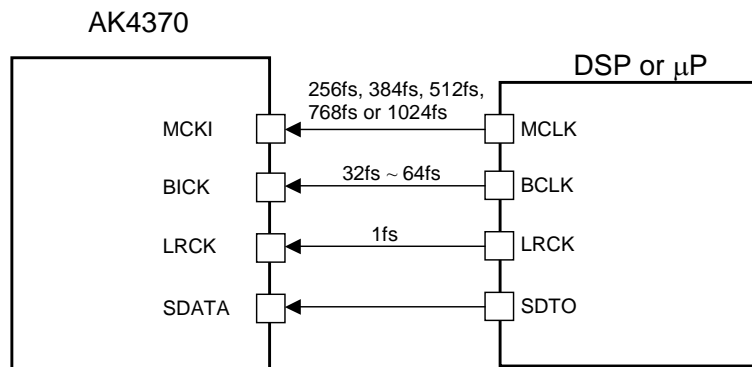 AK4370
DSP or μP
256fs, 384fs, 512fs,
768fs or 1024fs
MCKI
MCLK
32fs ~ 64fs
BICK
BCLK
1fs
LRCK
LRCK
SDATA
SDTO